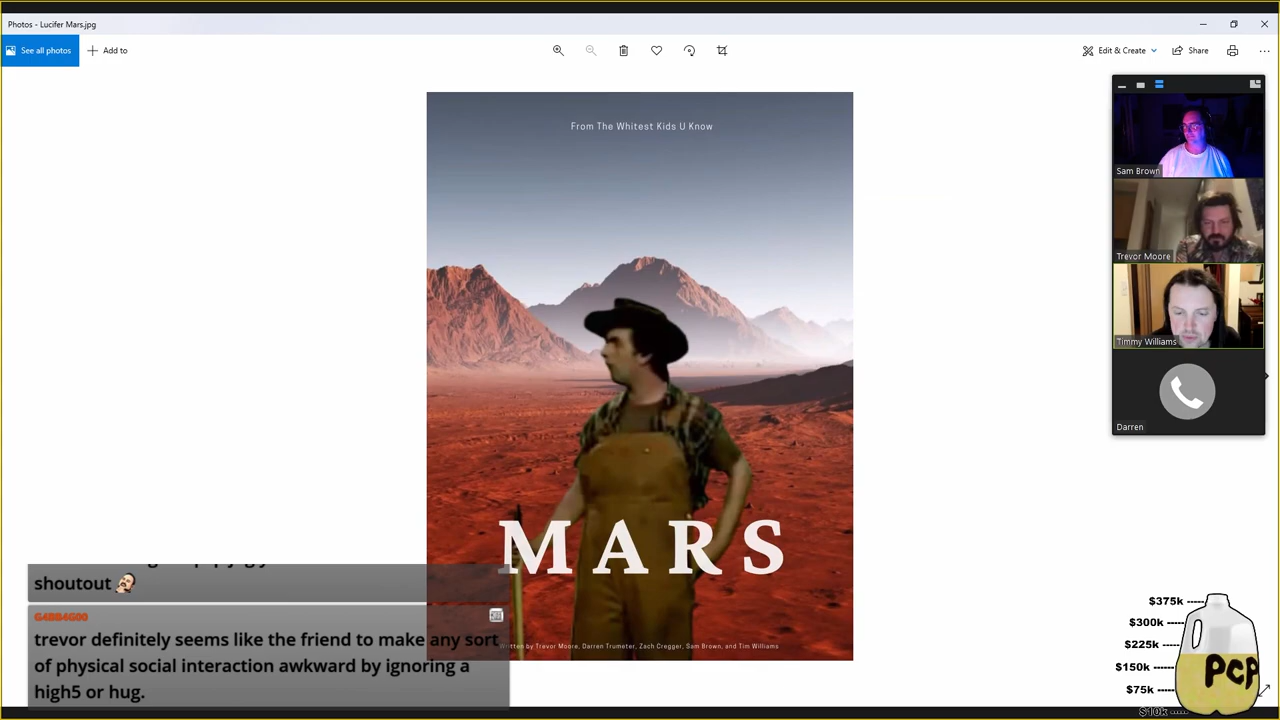 Photos - Lucifer Mars.jpg
See all photos
Add to
Edit & Create
Share
From The Whitest Kids U Know
Sam Brown
Trevor Moore
Timmy Williams
Darren
MARS
Written by Trevor Moore, Darren Trumeter, Zach Cregger, Sam Brown, and Tim Williams
shoutout
G4BB4G00
trevor definitely seems like the friend to make any sort
of physical social interaction awkward by ignoring a
high5 or hug.
$375k
$300k
$225k
$150k
$75k
$10k
PCP